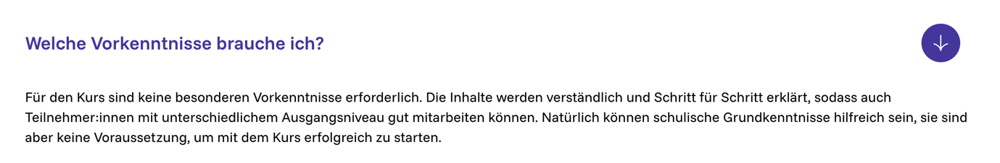 Welche Vorkenntnisse brauche ich?
Für den Kurs sind keine besonderen Vorkenntnisse erforderlich. Die Inhalte werden verständlich und Schritt für Schritt erklärt, sodass auch
Teilnehmer:innen mit unterschiedlichem Ausgangsniveau gut mitarbeiten können. Natürlich können schulische Grundkenntnisse hilfreich sein, sie sind
aber keine Voraussetzung, um mit dem Kurs erfolgreich zu starten.